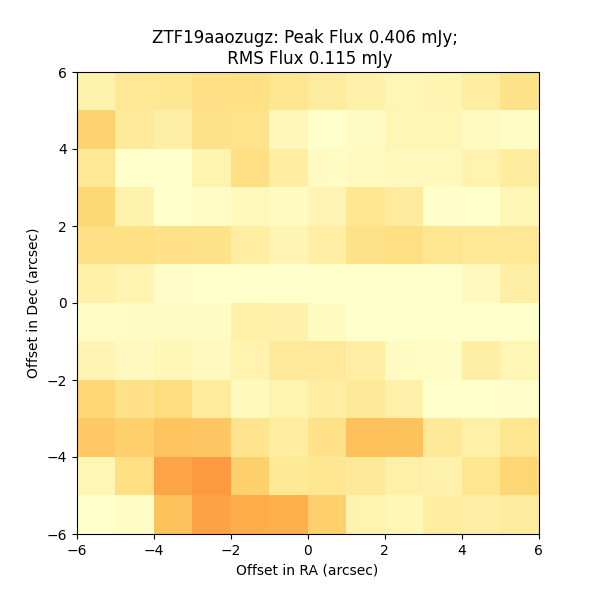 ZTF19aaozugz: Peak Flux 0.406 mJy;
RMS Flux 0.115 mJy
6
4
2
0
−2
−4
−6
Offset in Dec (arcsec)
−6 −4 −2 0 2 4 6
Offset in RA (arcsec)